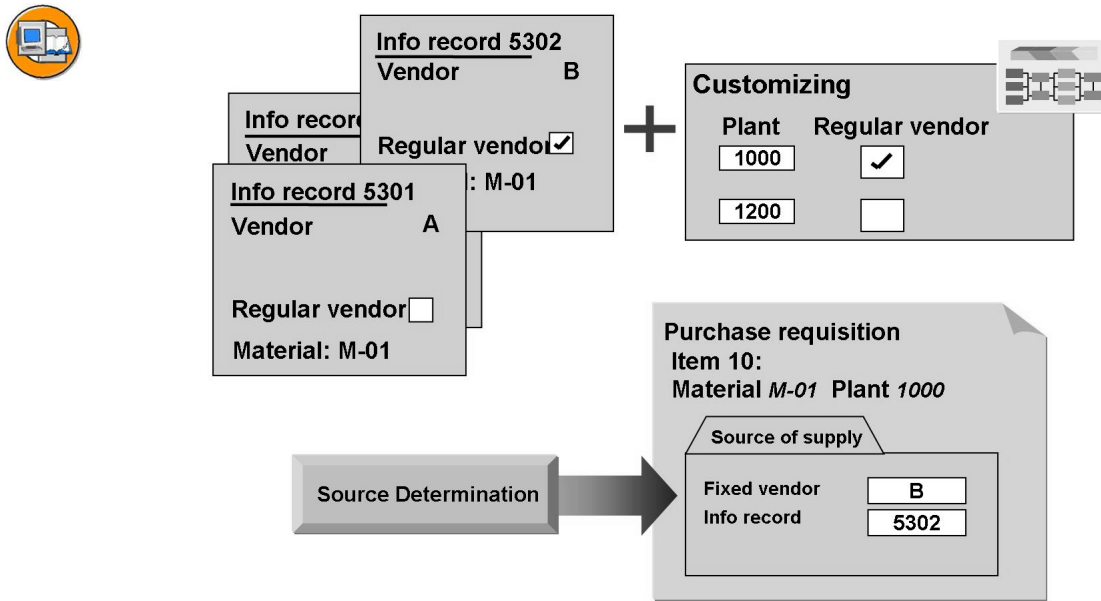 Info record 5302
Vendor B
Regular vendor
: M-01
Info record
Vendor
Info record 5301
Vendor A
Regular vendor
Material: M-01
Customizing
Plant Regular vendor
1000
1200
Purchase requisition
Item 10:
Material M-01 Plant 1000
Source of supply
Fixed vendor B
Info record 5302
Source Determination